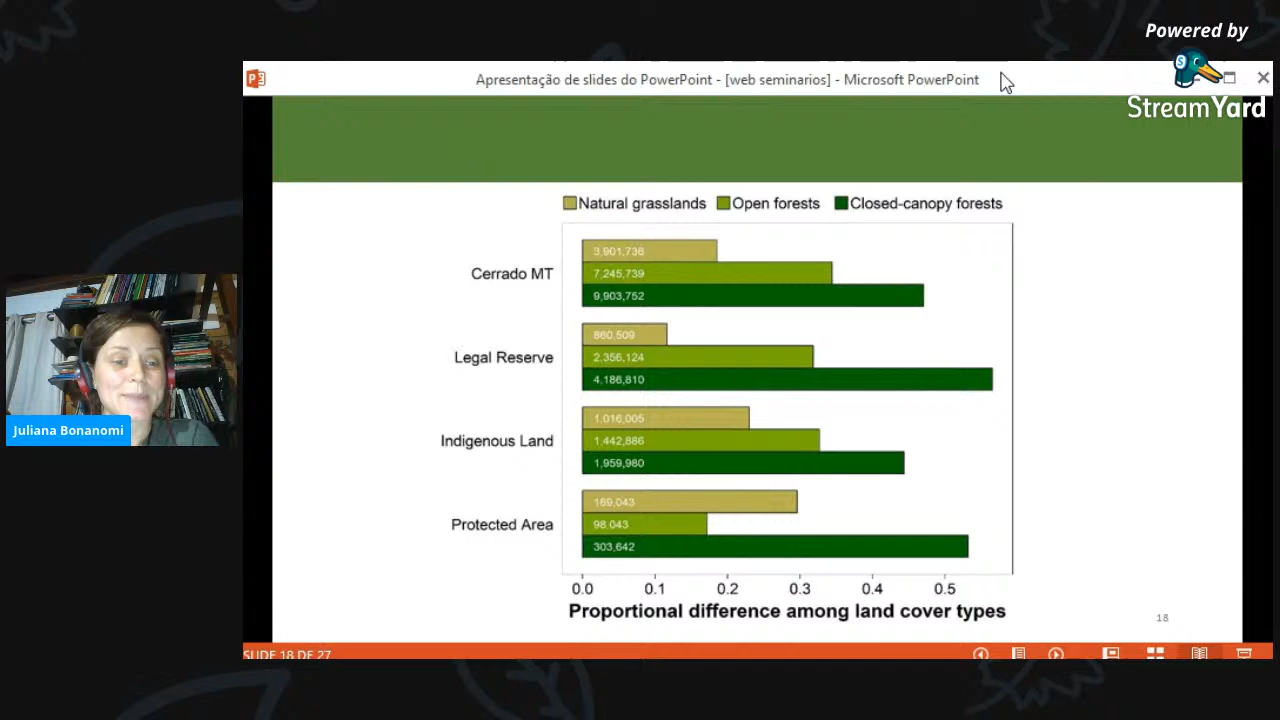 Powered by
StreamYard
Apresentação de slides do PowerPoint - [web seminarios] - Microsoft PowerPoint
Natural grasslands Open forests Closed-canopy forests
Cerrado MT
3,901,738
7,245,739
9,903,752
Legal Reserve
860,509
2,356,124
4,186,810
Indigenous Land
1,016,005
1,442,886
1,959,980
Protected Area
169,043
98,043
303,642
0.0 0.1 0.2 0.3 0.4 0.5
Proportional difference among land cover types
18
SLIDE 18 DE 27
Juliana Bonanomi